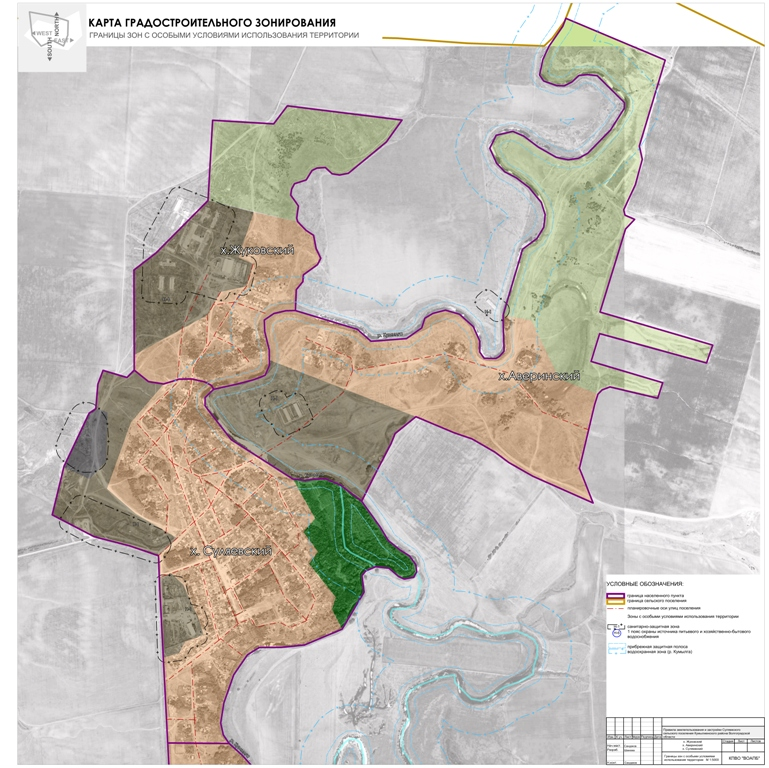 КАРТА ГРАДОСТРОИТЕЛЬНОГО ЗОНИРОВАНИЯ
ГРАНИЦЫ ЗОН С ОСОБЫМИ УСЛОВИЯМИ ИСПОЛЬЗОВАНИЯ ТЕРРИТОРИИ
WEST
EAST
SOUTH
NORTH
х.Жуковский
х.Аверинский
х. Суляевский
УСЛОВНЫЕ ОБОЗНАЧЕНИЯ:
граница населенного пункта
граница сельского поселения
планировочные оси улиц поселения
Зоны с особыми условиями использования территории
санитарно-защитная зона
1 пояс охраны источника питьевого и хозяйственно-бытового
водоснабжения
прибрежная защитная полоса
водоохранная зона (р. Кумылга)
КПВО "ВОАПБ"